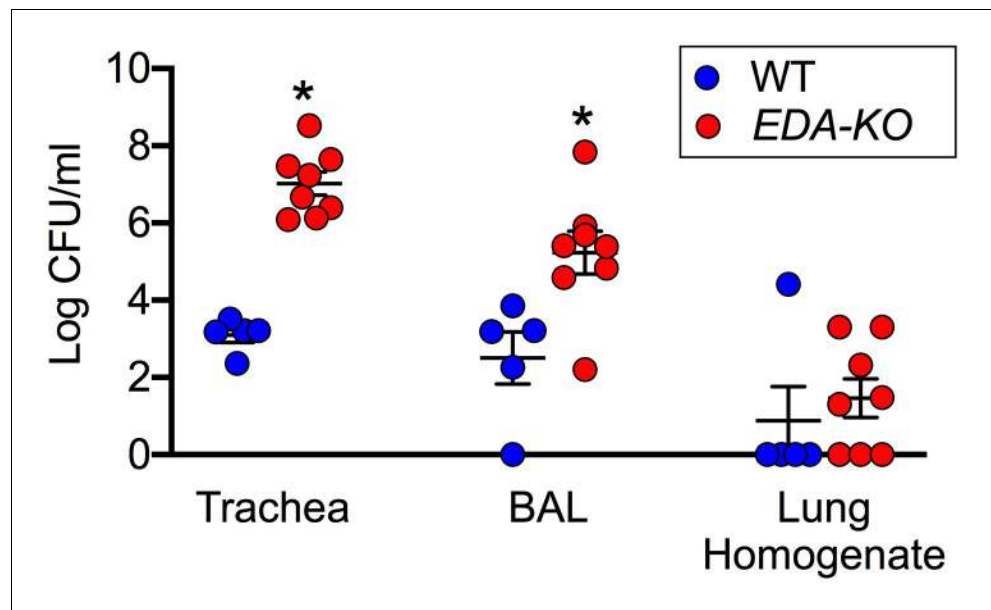 10
8
6
4
2
0
Log CFU/ml
WT
EDA-KO
*
*
Trachea
BAL
Lung
Homogenate